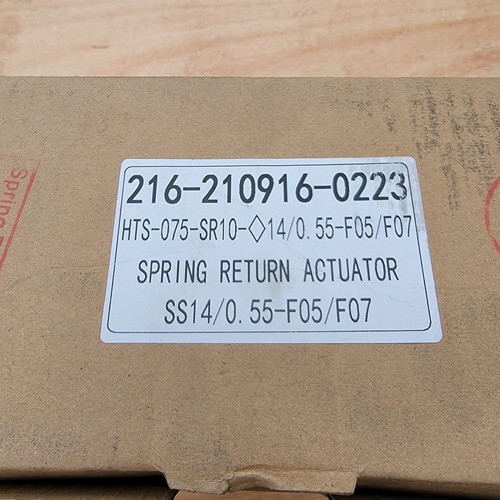 216-210916-0223
HTS-075-SR10-◇14/0.55-F05/F07
SPRING RETURN ACTUATOR
SS14/0.55-F05/F07
Spring